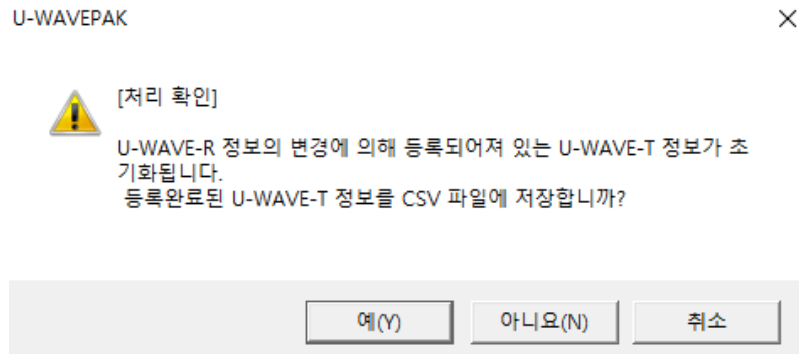 U-WAVEPAK
[처리 확인]
U-WAVE-R 정보의 변경에 의해 등록되어져 있는 U-WAVE-T 정보가 초
기화됩니다.
등록완료된 U-WAVE-T 정보를 CSV 파일에 저장합니까?
예(Y) 아니요(N) 취소